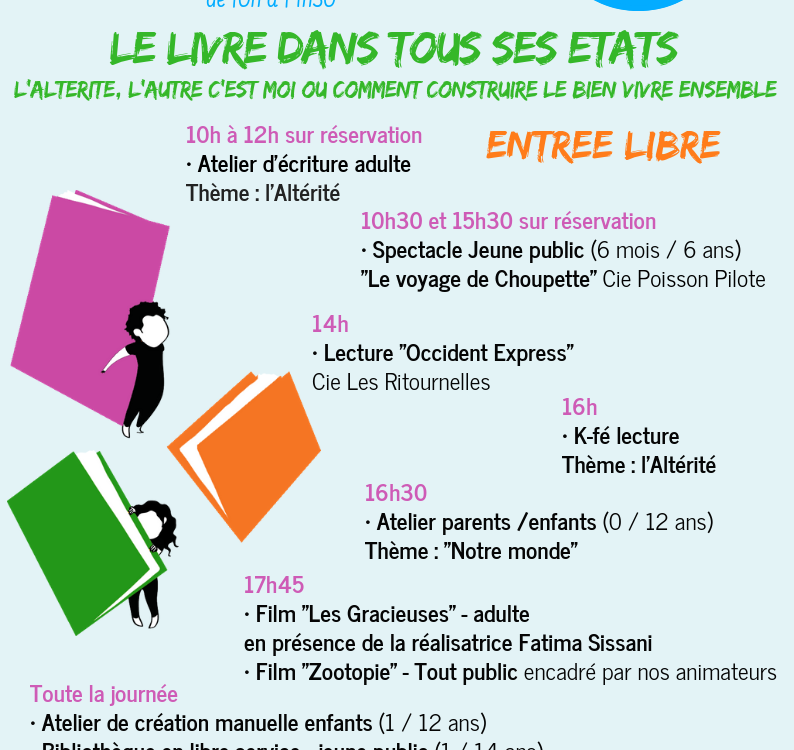 de 10h à 11h30
LE LIVRE DANS TOUS SES ETATS
L'ALTERITE, L'AUTRE C'EST MOI OU COMMENT CONSTRUIRE LE BIEN VIVRE ENSEMBLE
10h à 12h sur réservation
ENTREE LIBRE
· Atelier d'écriture adulte
Thème : l'Altérité
10h30 et 15h30 sur réservation
· Spectacle Jeune public (6 mois / 6 ans)
"Le voyage de Choupette" Cie Poisson Pilote
14h
· Lecture "Occident Express"
Cie Les Ritournelles
16h
· K-fé lecture
Thème : l'Altérité
16h30
· Atelier parents /enfants (0 / 12 ans)
Thème : "Notre monde"
17h45
· Film "Les Gracieuses" - adulte
en présence de la réalisatrice Fatima Sissani
· Film "Zootopie" - Tout public encadré par nos animateurs
Toute la journée
· Atelier de création manuelle enfants (1 / 12 ans)
· Bibliothèque en libre service - jeune public (1 / 14 ans)